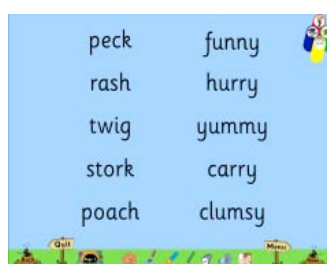 peck funny
rash hurry
twig yummy
stork carry
poach clumsy
Quit Menu